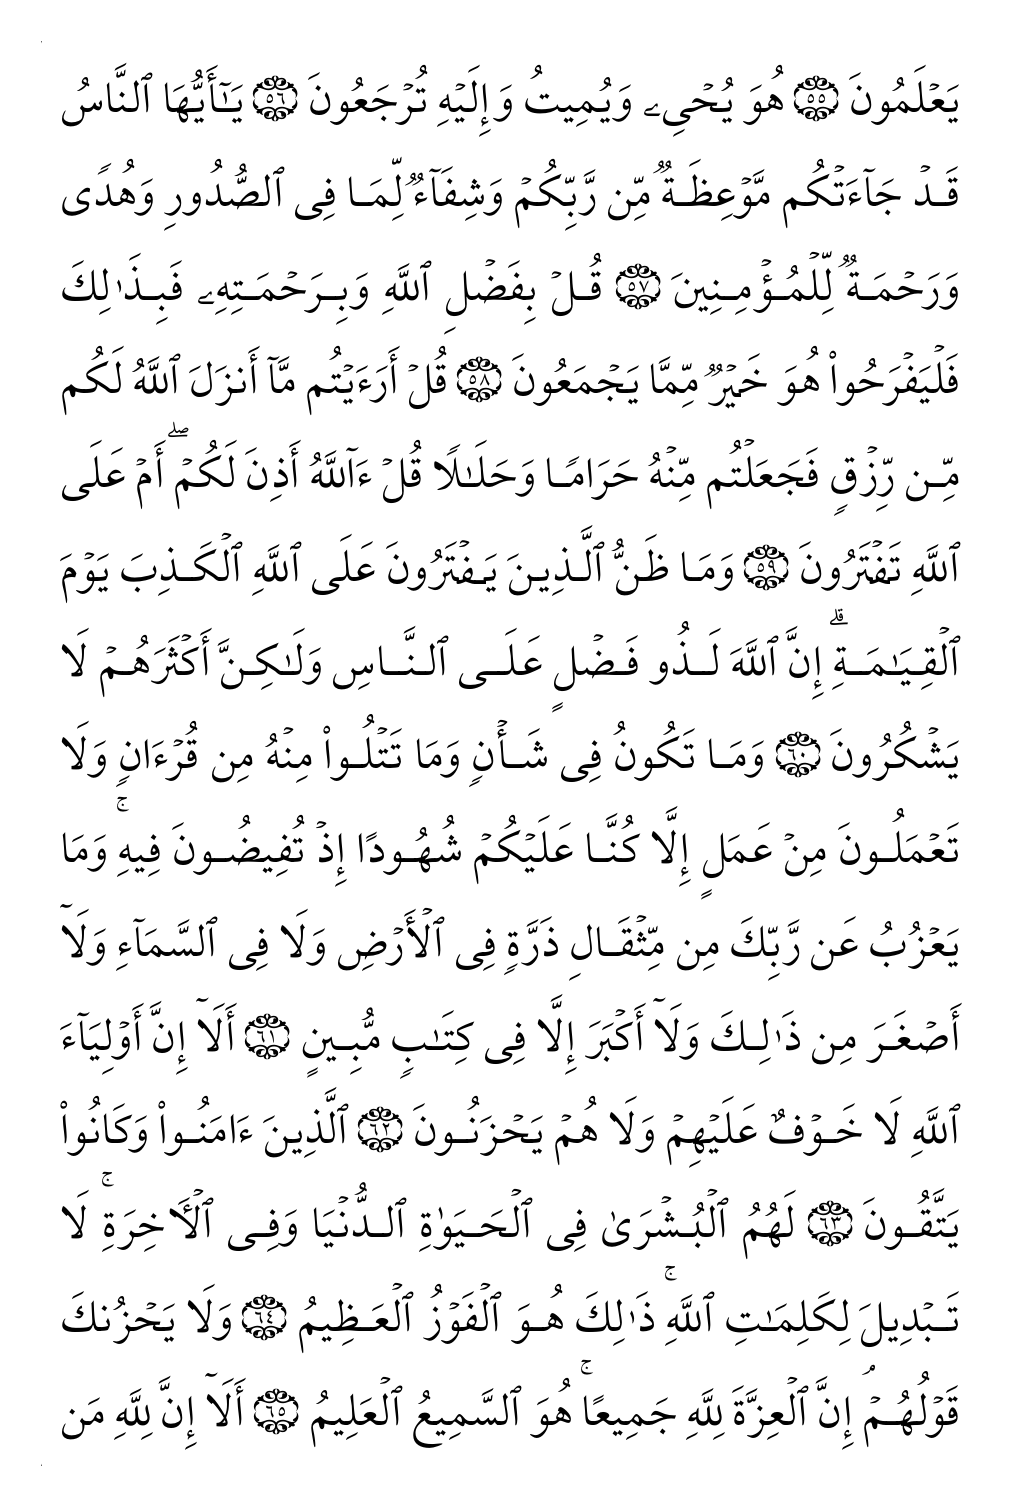 يَعۡلَمُونَ ٥٥ هُوَ يُحۡيِۦ وَيُمِيتُ وَإِلَيۡهِ تُرۡجَعُونَ ٥٦ يَـٰٓأَيُّهَا ٱلنَّاسُ
قَدۡ جَآءَتۡكُم مَّوۡعِظَةٞ مِّن رَّبِّكُمۡ وَشِفَآءٞ لِّمَا فِي ٱلصُّدُورِ وَهُدٗى
وَرَحۡمَةٞ لِّلۡمُؤۡمِنِينَ ٥٧ قُلۡ بِفَضۡلِ ٱللَّهِ وَبِرَحۡمَتِهِۦ فَبِذَٰلِكَ
فَلۡيَفۡرَحُواْ هُوَ خَيۡرٞ مِّمَّا يَجۡمَعُونَ ٥٨ قُلۡ أَرَءَيۡتُم مَّآ أَنزَلَ ٱللَّهُ لَكُم
مِّن رِّزۡقٖ فَجَعَلۡتُم مِّنۡهُ حَرَامٗا وَحَلَٰلٗا قُلۡ ءَآللَّهُ أَذِنَ لَكُمۡۖ أَمۡ عَلَى
ٱللَّهِ تَفۡتَرُونَ ٥٩ وَمَا ظَنُّ ٱلَّذِينَ يَفۡتَرُونَ عَلَى ٱللَّهِ ٱلۡكَذِبَ يَوۡمَ
ٱلۡقِيَٰمَةِۗ إِنَّ ٱللَّهَ لَذُو فَضۡلٍ عَلَى ٱلنَّاسِ وَلَٰكِنَّ أَكۡثَرَهُمۡ لَا
يَشۡكُرُونَ ٦٠ وَمَا تَكُونُ فِي شَأۡنٖ وَمَا تَتۡلُواْ مِنۡهُ مِن قُرۡءَانٖ وَلَا
تَعۡمَلُونَ مِنۡ عَمَلٍ إِلَّا كُنَّا عَلَيۡكُمۡ شُهُودًا إِذۡ تُفِيضُونَ فِيهِۚ وَمَا
يَعۡزُبُ عَن رَّبِّكَ مِن مِّثۡقَالِ ذَرَّةٖ فِي ٱلۡأَرۡضِ وَلَا فِي ٱلسَّمَآءِ وَلَآ
أَصۡغَرَ مِن ذَٰلِكَ وَلَآ أَكۡبَرَ إِلَّا فِي كِتَٰبٖ مُّبِينٍ ٦١ أَلَآ إِنَّ أَوۡلِيَآءَ
ٱللَّهِ لَا خَوۡفٌ عَلَيۡهِمۡ وَلَا هُمۡ يَحۡزَنُونَ ٦٢ ٱلَّذِينَ ءَامَنُواْ وَكَانُواْ
يَتَّقُونَ ٦٣ لَهُمُ ٱلۡبُشۡرَىٰ فِي ٱلۡحَيَوٰةِ ٱلدُّنۡيَا وَفِي ٱلۡأٓخِرَةِۚ لَا
تَبۡدِيلَ لِكَلِمَٰتِ ٱللَّهِۚ ذَٰلِكَ هُوَ ٱلۡفَوۡزُ ٱلۡعَظِيمُ ٦٤ وَلَا يَحۡزُنكَ
قَوۡلُهُمۡۘ إِنَّ ٱلۡعِزَّةَ لِلَّهِ جَمِيعًاۚ هُوَ ٱلسَّمِيعُ ٱلۡعَلِيمُ ٦٥ أَلَآ إِنَّ لِلَّهِ مَن